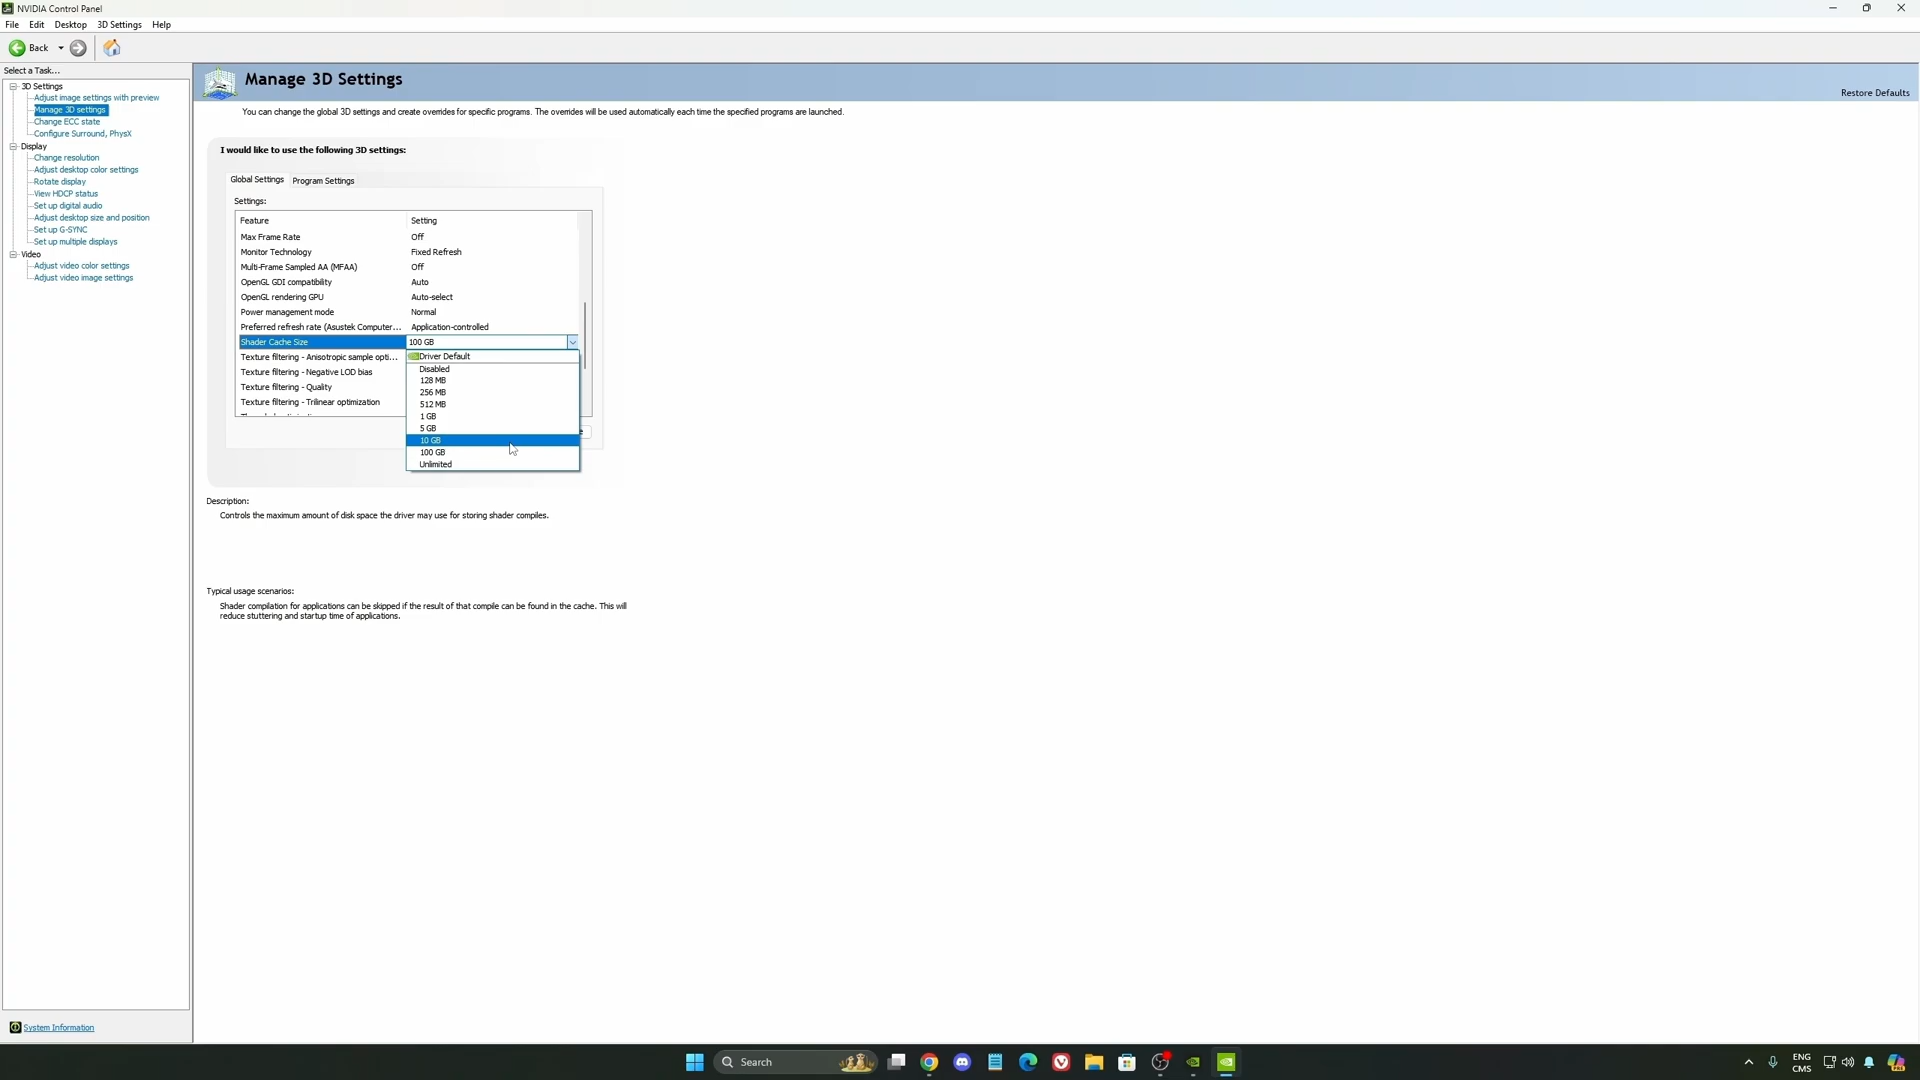 NVIDIA Control Panel
File Edit Desktop 3D Settings Help
Back
Select a Task...
3D Settings
Adjust image settings with preview
Manage 3D settings
Change ECC state
Configure Surround, PhysX
Display
Change resolution
Adjust desktop color settings
Rotate display
View HDCP status
Set up digital audio
Adjust desktop size and position
Set up G-SYNC
Set up multiple displays
Video
Adjust video color settings
Adjust video image settings
System Information
Manage 3D Settings
Restore Defaults
You can change the global 3D settings and create overrides for specific programs. The overrides will be used automatically each time the specified programs are launched.
I would like to use the following 3D settings:
Global Settings Program Settings
Settings:
Feature Setting
Max Frame Rate Off
Monitor Technology Fixed Refresh
Multi-Frame Sampled AA (MFAA) Off
OpenGL GDI compatibility Auto
OpenGL rendering GPU Auto-select
Power management mode Normal
Preferred refresh rate (Asustek Computer... Application-controlled
Shader Cache Size 100 GB
Texture filtering - Anisotropic sample opti...
Texture filtering - Negative LOD bias
Texture filtering - Quality
Texture filtering - Trilinear optimization
Driver Default
Disabled
128 MB
256 MB
512 MB
1 GB
5 GB
10 GB
100 GB
Unlimited
Description:
Controls the maximum amount of disk space the driver may use for storing shader compiles.
Typical usage scenarios:
Shader compilation for applications can be skipped if the result of that compile can be found in the cache. This will
reduce stuttering and startup time of applications.
Search
ENG
CMS